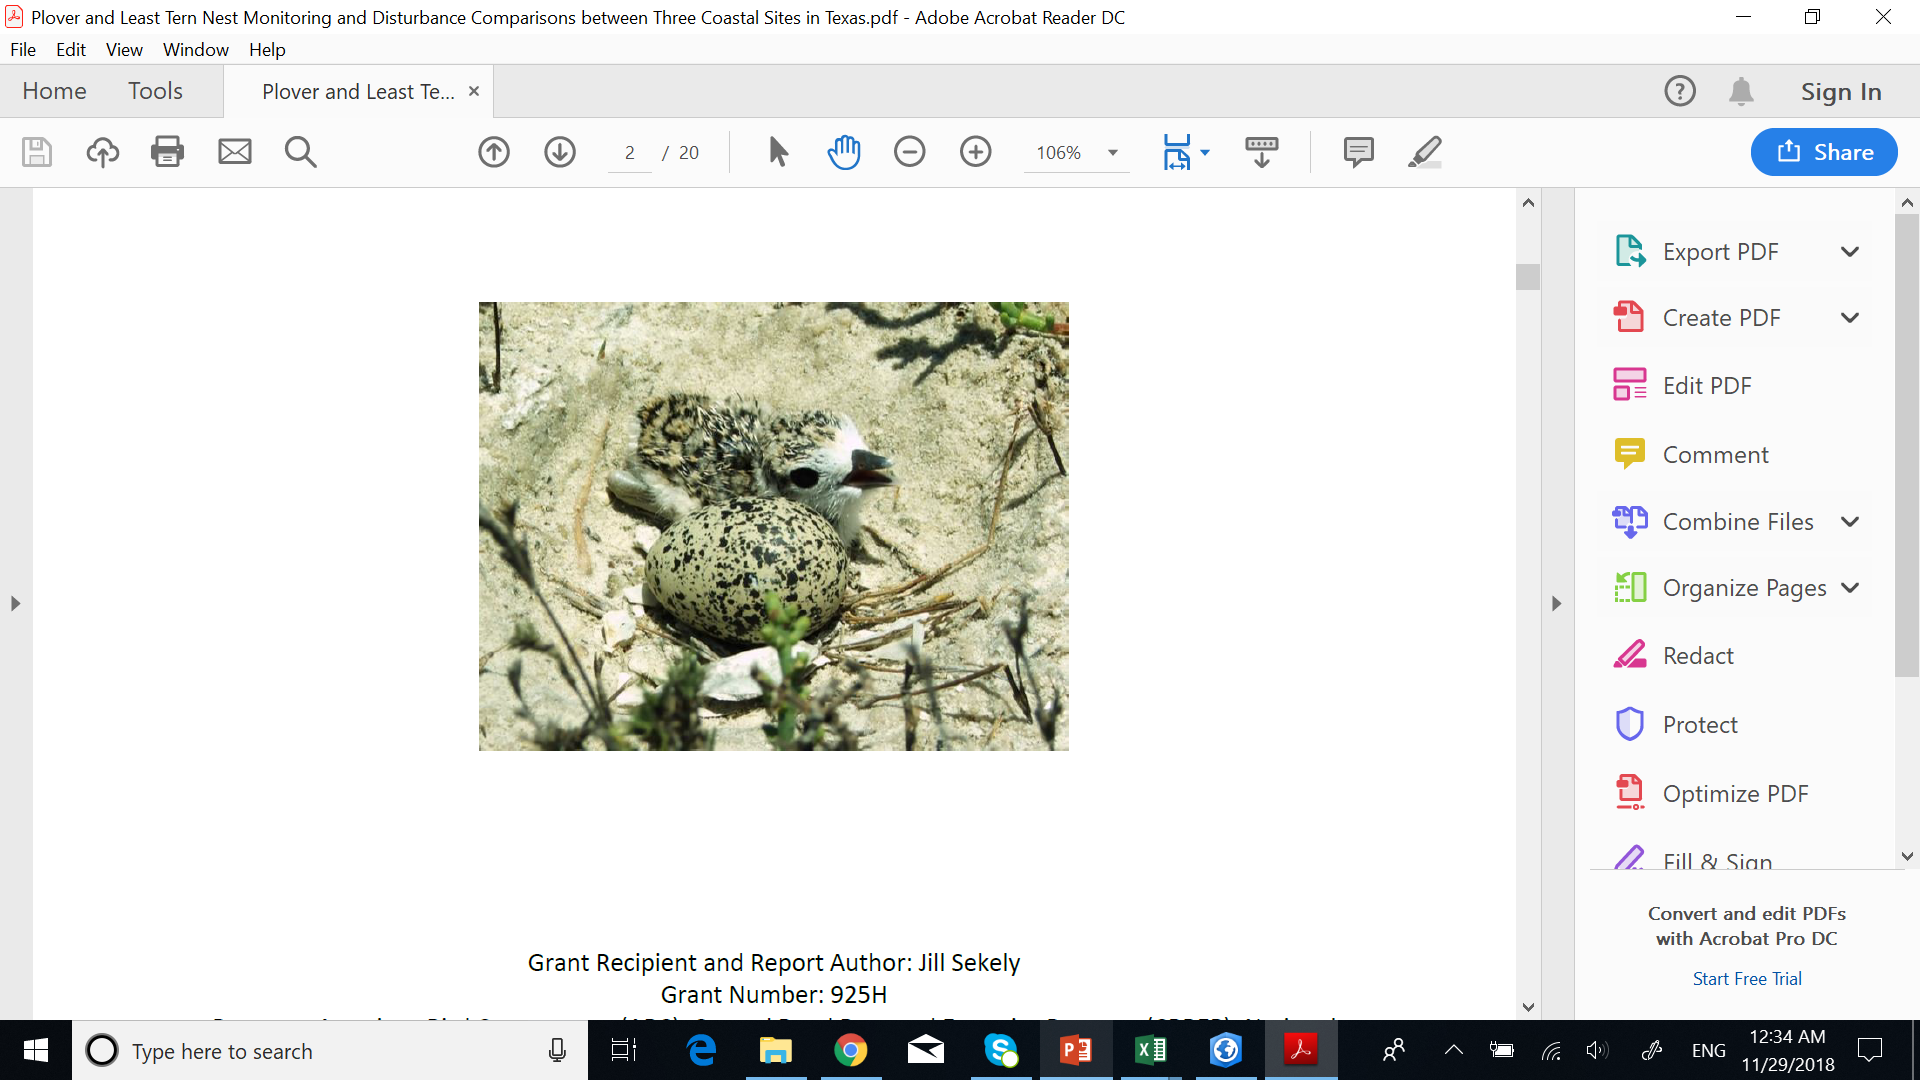 Plover and Least Tern Nest Monitoring and Disturbance Comparisons between Three Coastal Sites in Texas.pdf - Adobe Acrobat Reader DC
File Edit View Window Help
Home Tools Plover and Least Te... × Sign In
2 / 20 106% Share
Export PDF
Create PDF
Edit PDF
Comment
Combine Files
Organize Pages
Redact
Protect
Optimize PDF
Fill & Sign
Convert and edit PDFs
with Acrobat Pro DC
Start Free Trial
Grant Recipient and Report Author: Jill Sekely
Grant Number: 925H
Type here to search
ENG
12:34 AM
11/29/2018